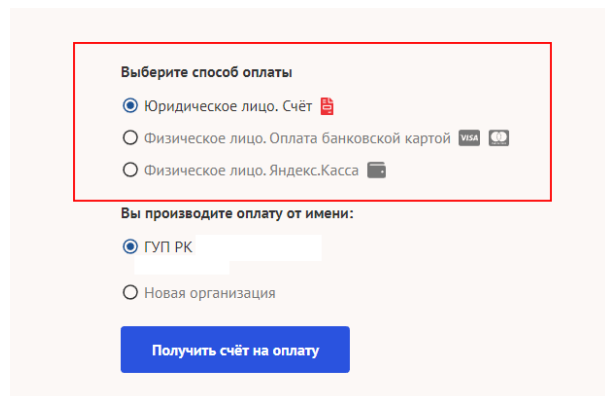 Выберите способ оплаты
Юридическое лицо. Счёт
Физическое лицо. Оплата банковской картой VISA
Физическое лицо. Яндекс.Касса
Вы производите оплату от имени:
ГУП РК
Новая организация
Получить счёт на оплату